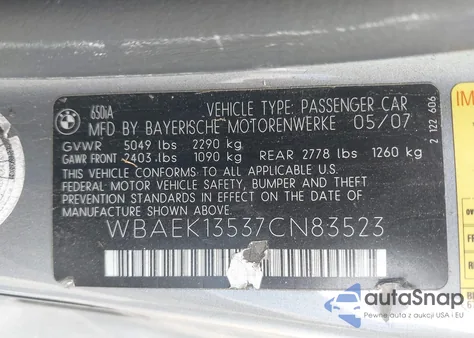 BMW
650iA
VEHICLE TYPE: PASSENGER CAR
MFD BY BAYERISCHE MOTORENWERKE 05/07
GVWR 5049 lbs 2290 kg
GAWR FRONT 2403 lbs 1090 kg REAR 2778 lbs 1260 kg
THIS VEHICLE CONFORMS TO ALL APPLICABLE U.S.
FEDERAL MOTOR VEHICLE SAFETY, BUMPER AND THEFT
PREVENTION STANDARDS IN EFFECT ON THE DATE OF
MANUFACTURE SHOWN ABOVE.
WBAEK13537CN83523
2 122 606
IM
autoSnap
Pewne auta z aukcji USA i EU